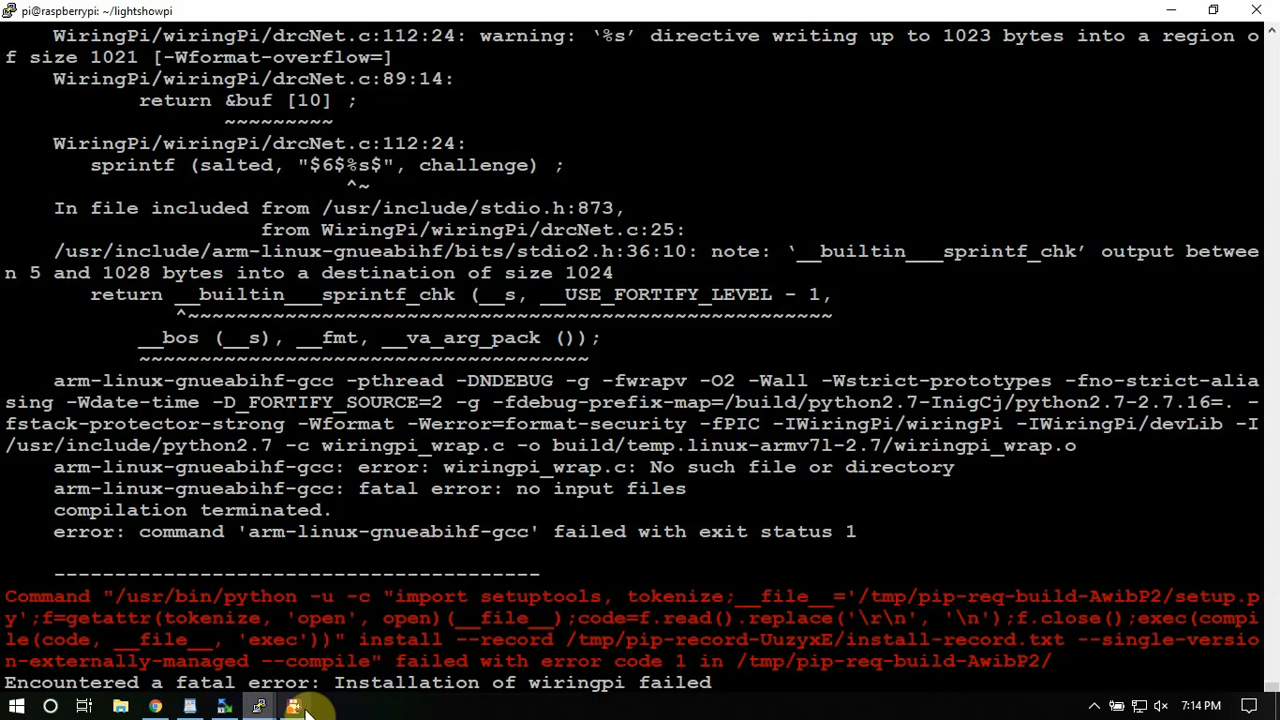 pi@raspberrypi: ~/lightshowpi
WiringPi/wiringPi/drcNet.c:112:24: warning: ‘%s’ directive writing up to 1023 bytes into a region o
f size 1021 [-Wformat-overflow=]
WiringPi/wiringPi/drcNet.c:89:14:
return &buf [10] ;
~~~~~~~~~
WiringPi/wiringPi/drcNet.c:112:24:
sprintf (salted, "$6$%s$", challenge) ;
^~
In file included from /usr/include/stdio.h:873,
from WiringPi/wiringPi/drcNet.c:25:
/usr/include/arm-linux-gnueabihf/bits/stdio2.h:36:10: note: ‘__builtin___sprintf_chk’ output betwee
n 5 and 1028 bytes into a destination of size 1024
return __builtin___sprintf_chk (__s, __USE_FORTIFY_LEVEL - 1,
^~~~~~~~~~~~~~~~~~~~~~~~~~~~~~~~~~~~~~~~~~~~~~~~~~~~~~
__bos (__s), __fmt, __va_arg_pack ());
~~~~~~~~~~~~~~~~~~~~~~~~~~~~~~~~~~~~~
arm-linux-gnueabihf-gcc -pthread -DNDEBUG -g -fwrapv -O2 -Wall -Wstrict-prototypes -fno-strict-alia
sing -Wdate-time -D_FORTIFY_SOURCE=2 -g -fdebug-prefix-map=/build/python2.7-InigCj/python2.7-2.7.16=. -
fstack-protector-strong -Wformat -Werror=format-security -fPIC -IWiringPi/wiringPi -IWiringPi/devLib -I
/usr/include/python2.7 -c wiringpi_wrap.c -o build/temp.linux-armv7l-2.7/wiringpi_wrap.o
arm-linux-gnueabihf-gcc: error: wiringpi_wrap.c: No such file or directory
arm-linux-gnueabihf-gcc: fatal error: no input files
compilation terminated.
error: command 'arm-linux-gnueabihf-gcc' failed with exit status 1
----------------------------------------
Command "/usr/bin/python -u -c "import setuptools, tokenize;__file__='/tmp/pip-req-build-AwibP2/setup.p
y';f=getattr(tokenize, 'open', open)(__file__);code=f.read().replace('\r\n', '\n');f.close();exec(compi
le(code, __file__, 'exec'))" install --record /tmp/pip-record-UuzyxE/install-record.txt --single-versio
n-externally-managed --compile" failed with error code 1 in /tmp/pip-req-build-AwibP2/
Encountered a fatal error: Installation of wiringpi failed
7:14 PM